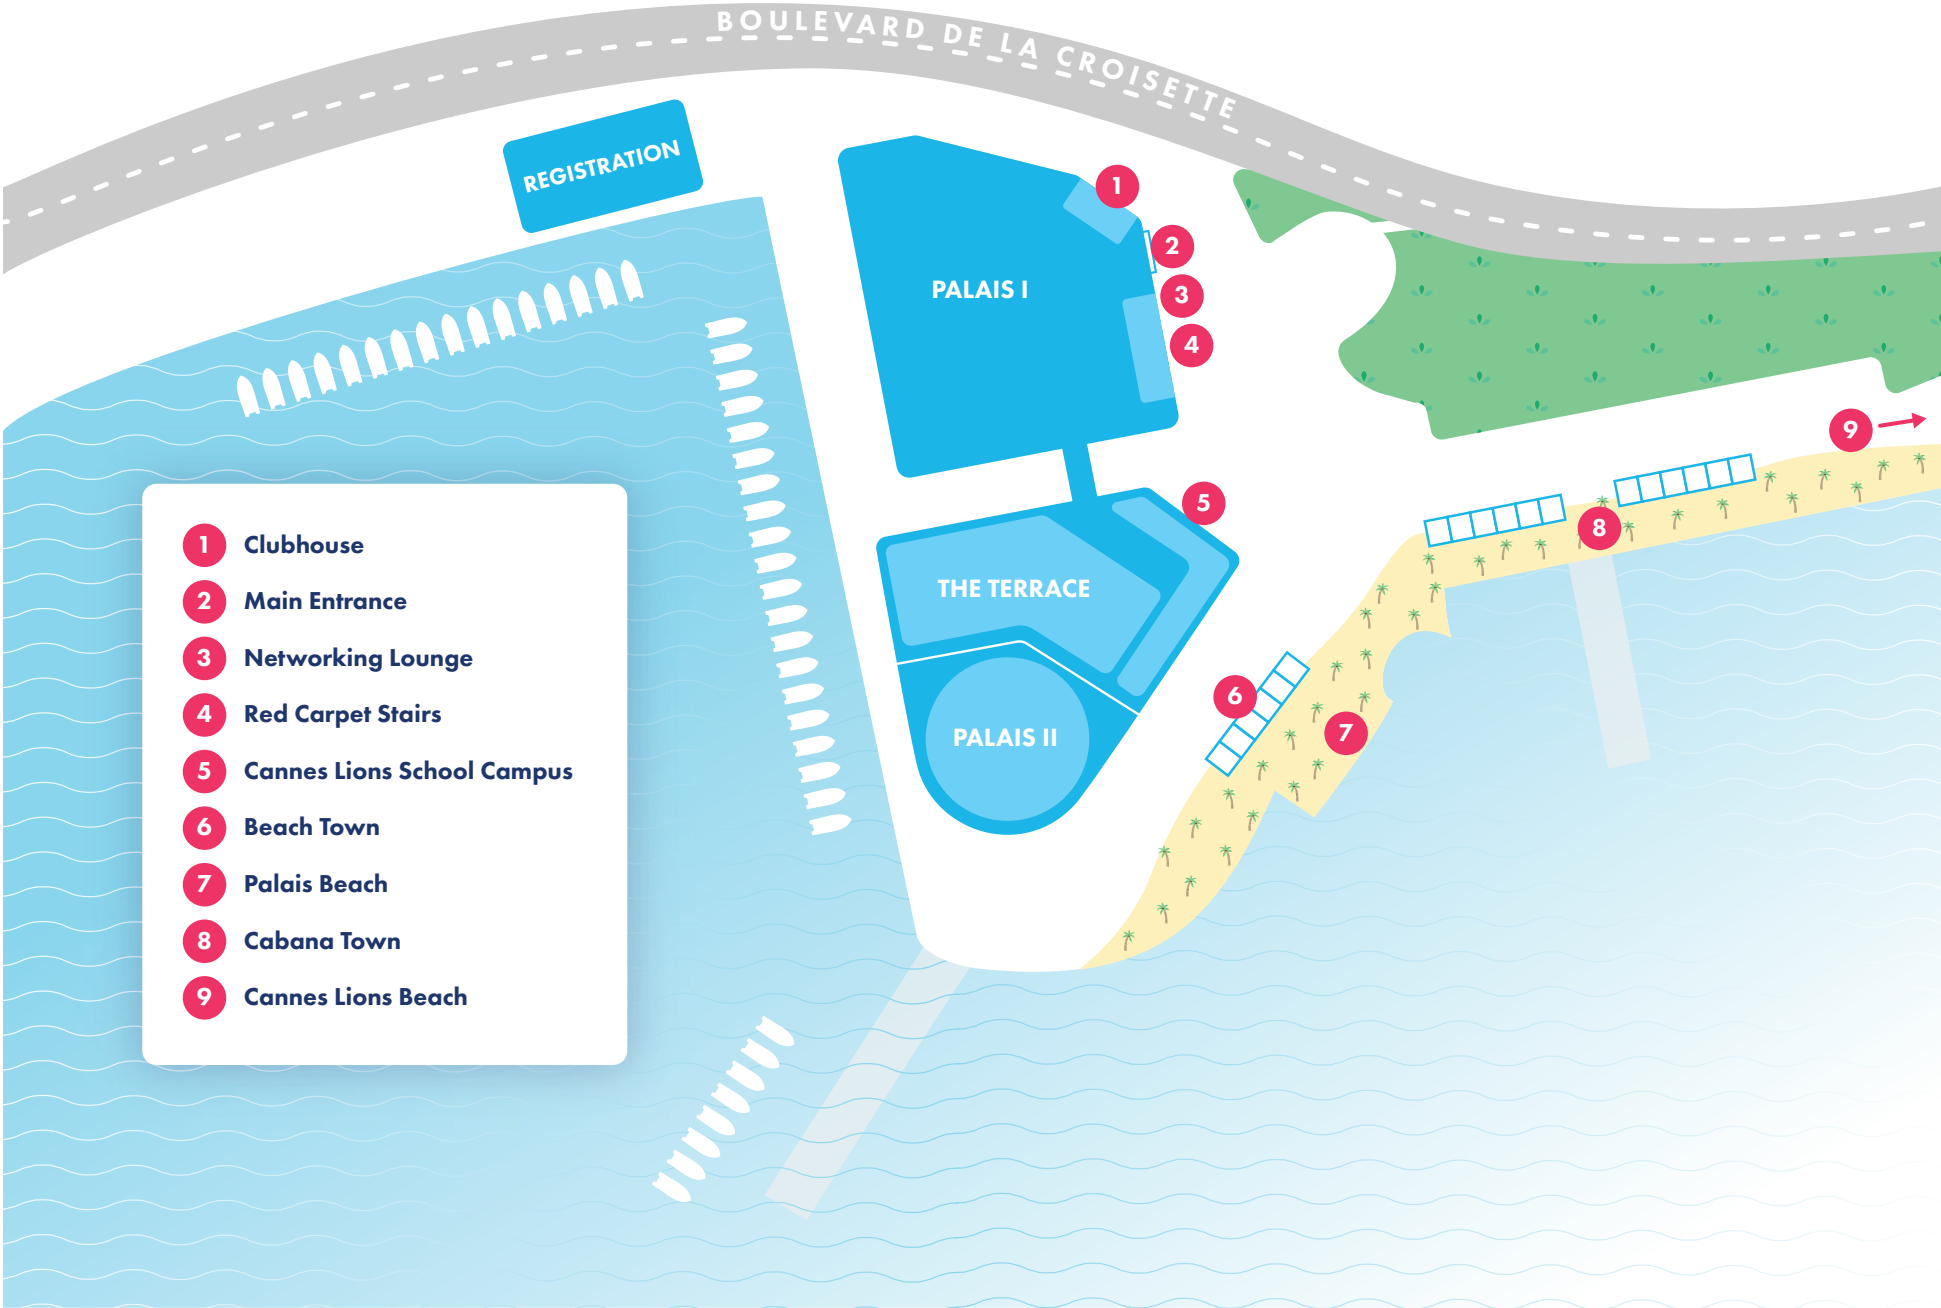 BOULEVARD DE LA CROISETTE
REGISTRATION
1
2
PALAIS I
3
4
9
5
8
THE TERRACE
6
7
PALAIS II
1 Clubhouse
2 Main Entrance
3 Networking Lounge
4 Red Carpet Stairs
5 Cannes Lions School Campus
6 Beach Town
7 Palais Beach
8 Cabana Town
9 Cannes Lions Beach